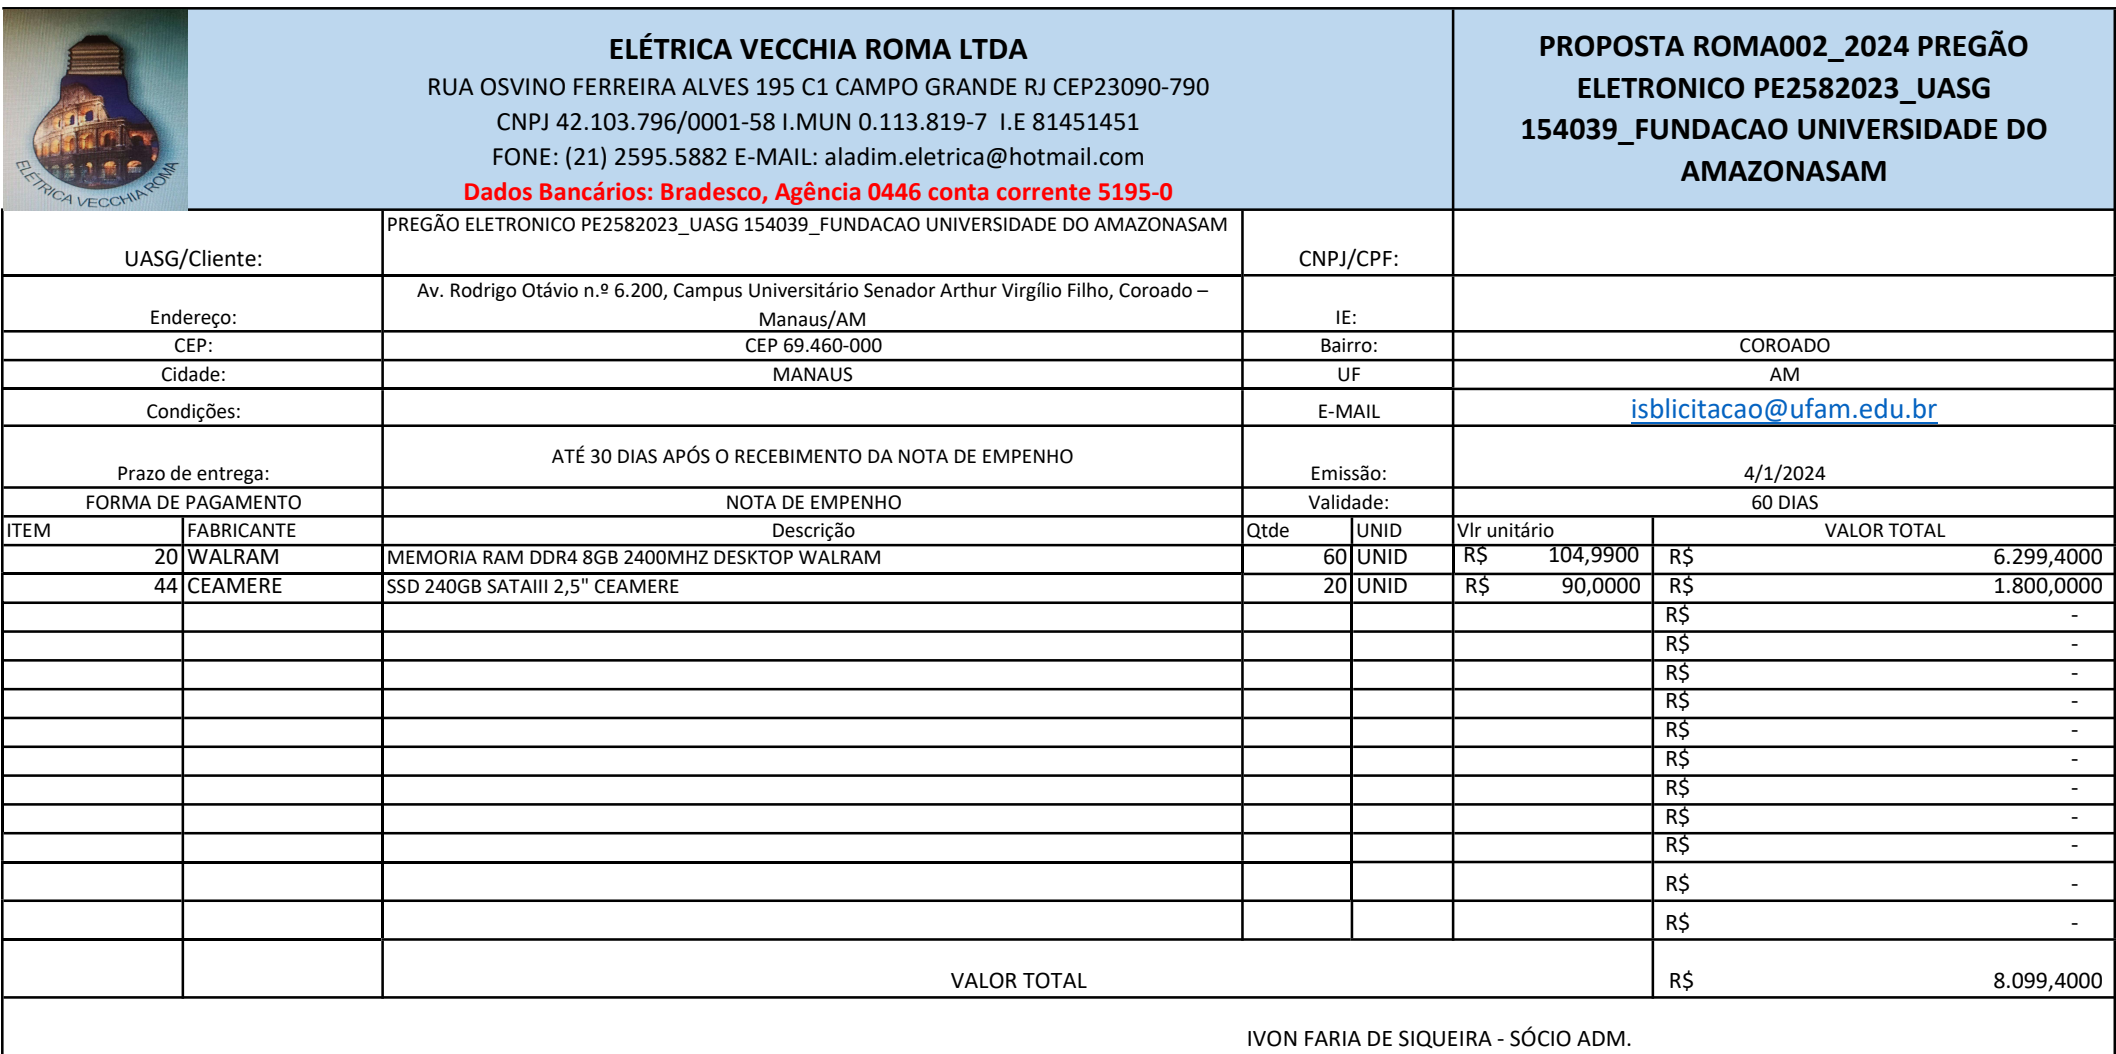 ELÉTRICA VECCHIA ROMA
ELÉTRICA VECCHIA ROMA LTDA
RUA OSVINO FERREIRA ALVES 195 C1 CAMPO GRANDE RJ CEP23090-790
CNPJ 42.103.796/0001-58 I.MUN 0.113.819-7 I.E 81451451
FONE: (21) 2595.5882 E-MAIL: aladim.eletrica@hotmail.com
Dados Bancários: Bradesco, Agência 0446 conta corrente 5195-0
PROPOSTA ROMA002_2024 PREGÃO
ELETRONICO PE2582023_UASG
154039_FUNDACAO UNIVERSIDADE DO
AMAZONASAM
UASG/Cliente: PREGÃO ELETRONICO PE2582023_UASG 154039_FUNDACAO UNIVERSIDADE DO AMAZONASAM CNPJ/CPF:
Endereço: Av. Rodrigo Otávio n.º 6.200, Campus Universitário Senador Arthur Virgílio Filho, Coroado –
Manaus/AM IE:
CEP: CEP 69.460-000 Bairro: COROADO
Cidade: MANAUS UF AM
Condições: E-MAIL isblicitacao@ufam.edu.br
Prazo de entrega: ATÉ 30 DIAS APÓS O RECEBIMENTO DA NOTA DE EMPENHO Emissão: 4/1/2024
FORMA DE PAGAMENTO NOTA DE EMPENHO Validade: 60 DIAS
ITEM FABRICANTE Descrição Qtde UNID Vlr unitário VALOR TOTAL
20 WALRAM MEMORIA RAM DDR4 8GB 2400MHZ DESKTOP WALRAM 60 UNID R$ 104,9900 R$ 6.299,4000
44 CEAMERE SSD 240GB SATAIII 2,5" CEAMERE 20 UNID R$ 90,0000 R$ 1.800,0000
R$ -
R$ -
R$ -
R$ -
R$ -
R$ -
R$ -
R$ -
R$ -
R$ -
R$ -
VALOR TOTAL R$ 8.099,4000
IVON FARIA DE SIQUEIRA - SÓCIO ADM.